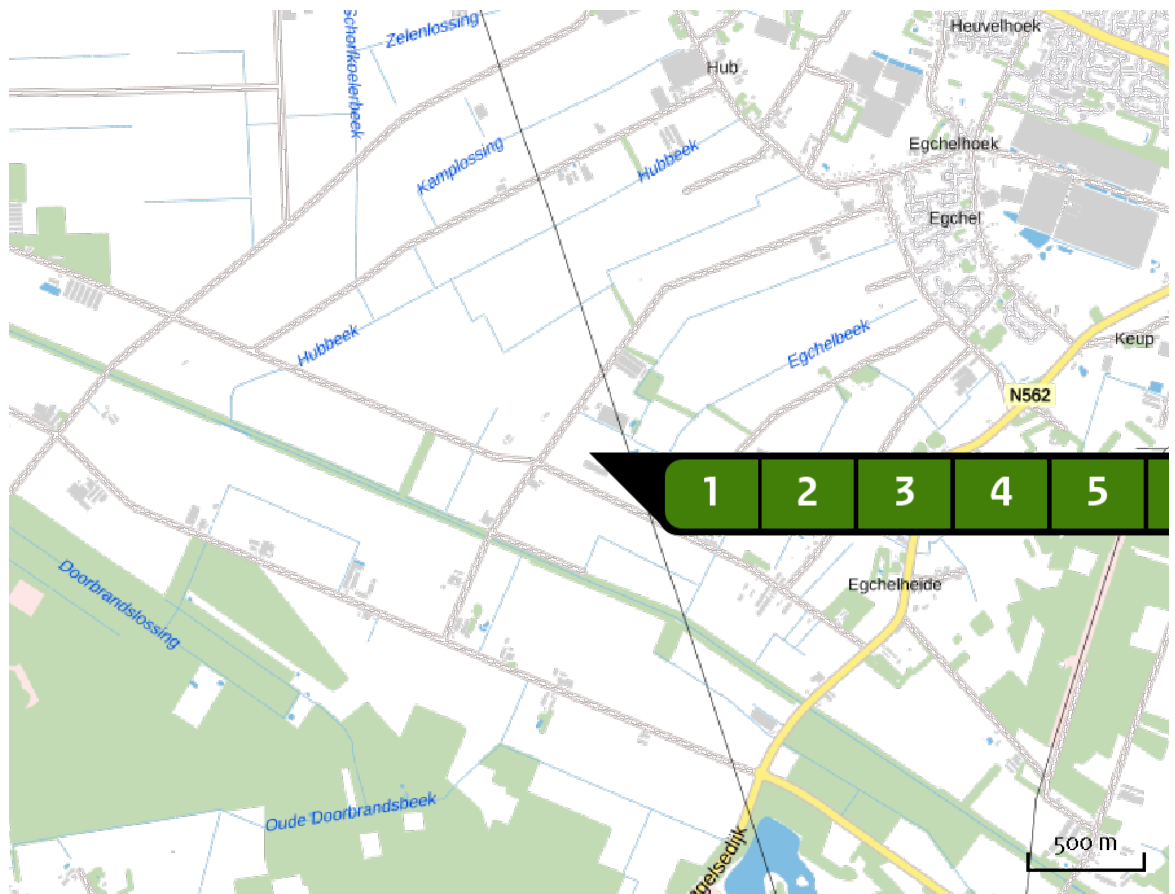 Zelenlossing
Heuvelhoek
Hub
Kamplossing
Hubbeek
Egchelhoek
Egchel
Hubbeek
Egchelbeek
Keup
N562
1 2 3 4 5
Doorbrandslossing
Egchelheide
Oude Doorbrandsbeek
500 m